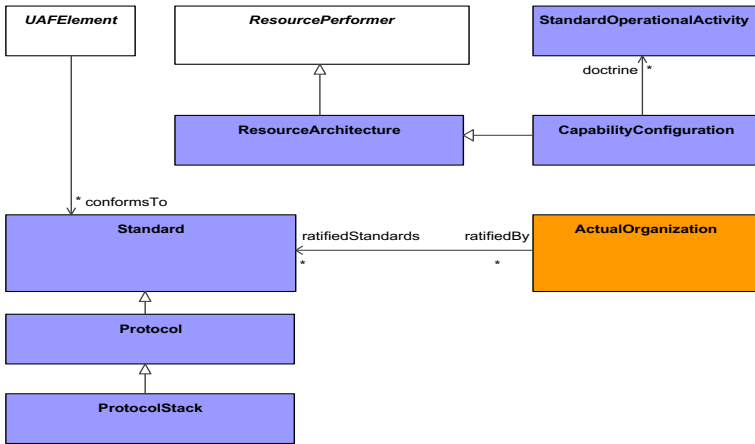 UAFElement
ResourcePerformer
StandardOperationalActivity
doctrine *
ResourceArchitecture
CapabilityConfiguration
* conformsTo
Standard
ratifiedStandards
ratifiedBy
ActualOrganization
*
*
Protocol
ProtocolStack